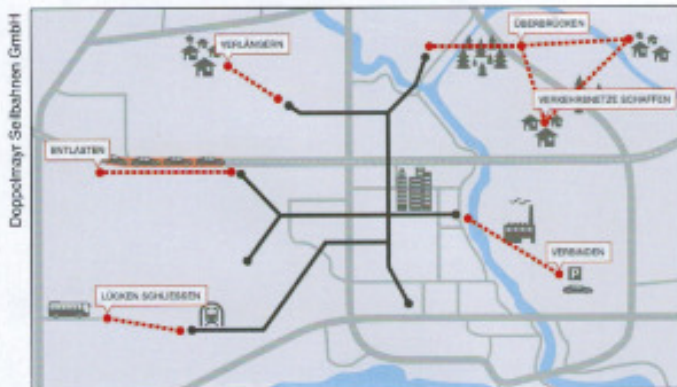 Doppelmayr Seilbahnen GmbH
VERLÄNGERN
ÜBERBRÜCKEN
VERKEHRSNETZE SCHAFFEN
ENTLASTEN
VERBINDEN
P
LÜCKEN SCHLIESSEN